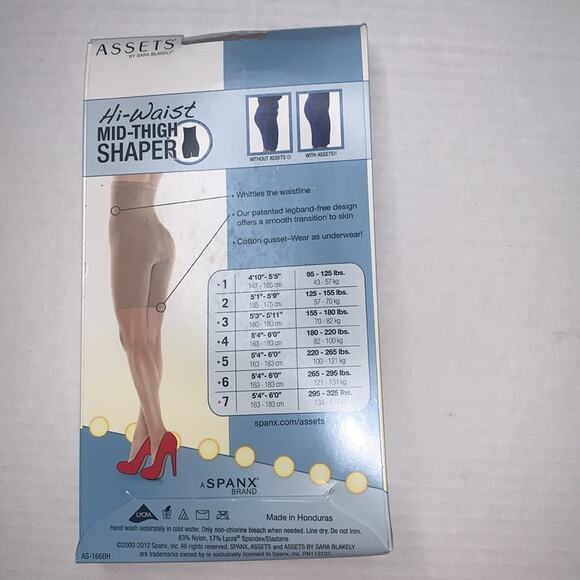 ASSETS®
BY SARA BLAKELY®
Hi-Waist
MID-THIGH
SHAPER
WITHOUT ASSETS ☹
WITH ASSETS!!
• Whittles the waistline
• Our patented legband-free design
offers a smooth transition to skin
• Cotton gusset–Wear as underwear!
• 1 4'10"- 5'5" 95 - 125 lbs.
147 - 165 cm 43 - 57 kg
2 5'1"- 5'9" 125 - 155 lbs.
155 - 175 cm 57 - 70 kg
• 3 5'3"- 5'11" 155 - 180 lbs.
160 - 180 cm 70 - 82 kg
• 4 5'4"- 6'0" 180 - 220 lbs.
163 - 183 cm 82 - 100 kg
• 5 5'4"- 6'0" 220 - 265 lbs.
163 - 183 cm 100 - 121 kg
• 6 5'4"- 6'0" 265 - 295 lbs.
163 - 183 cm 121 - 134 kg
• 7 5'4"- 6'0" 295 - 325 lbs.
163 - 183 cm 134 - kg
spanx.com/assets
A SPANX®
BRAND
LYCRA
Made in Honduras
Hand wash separately in cold water. Only non-chlorine bleach when needed. Line dry. Do not iron.
83% Nylon, 17% Lycra® Spandex/Elastane
©2000-2012 Spanx, Inc. All rights reserved. SPANX, ASSETS and ASSETS BY SARA BLAKELY
are trademarks owned by or exclusively licensed to Spanx, Inc. RN112121
AS-166BH